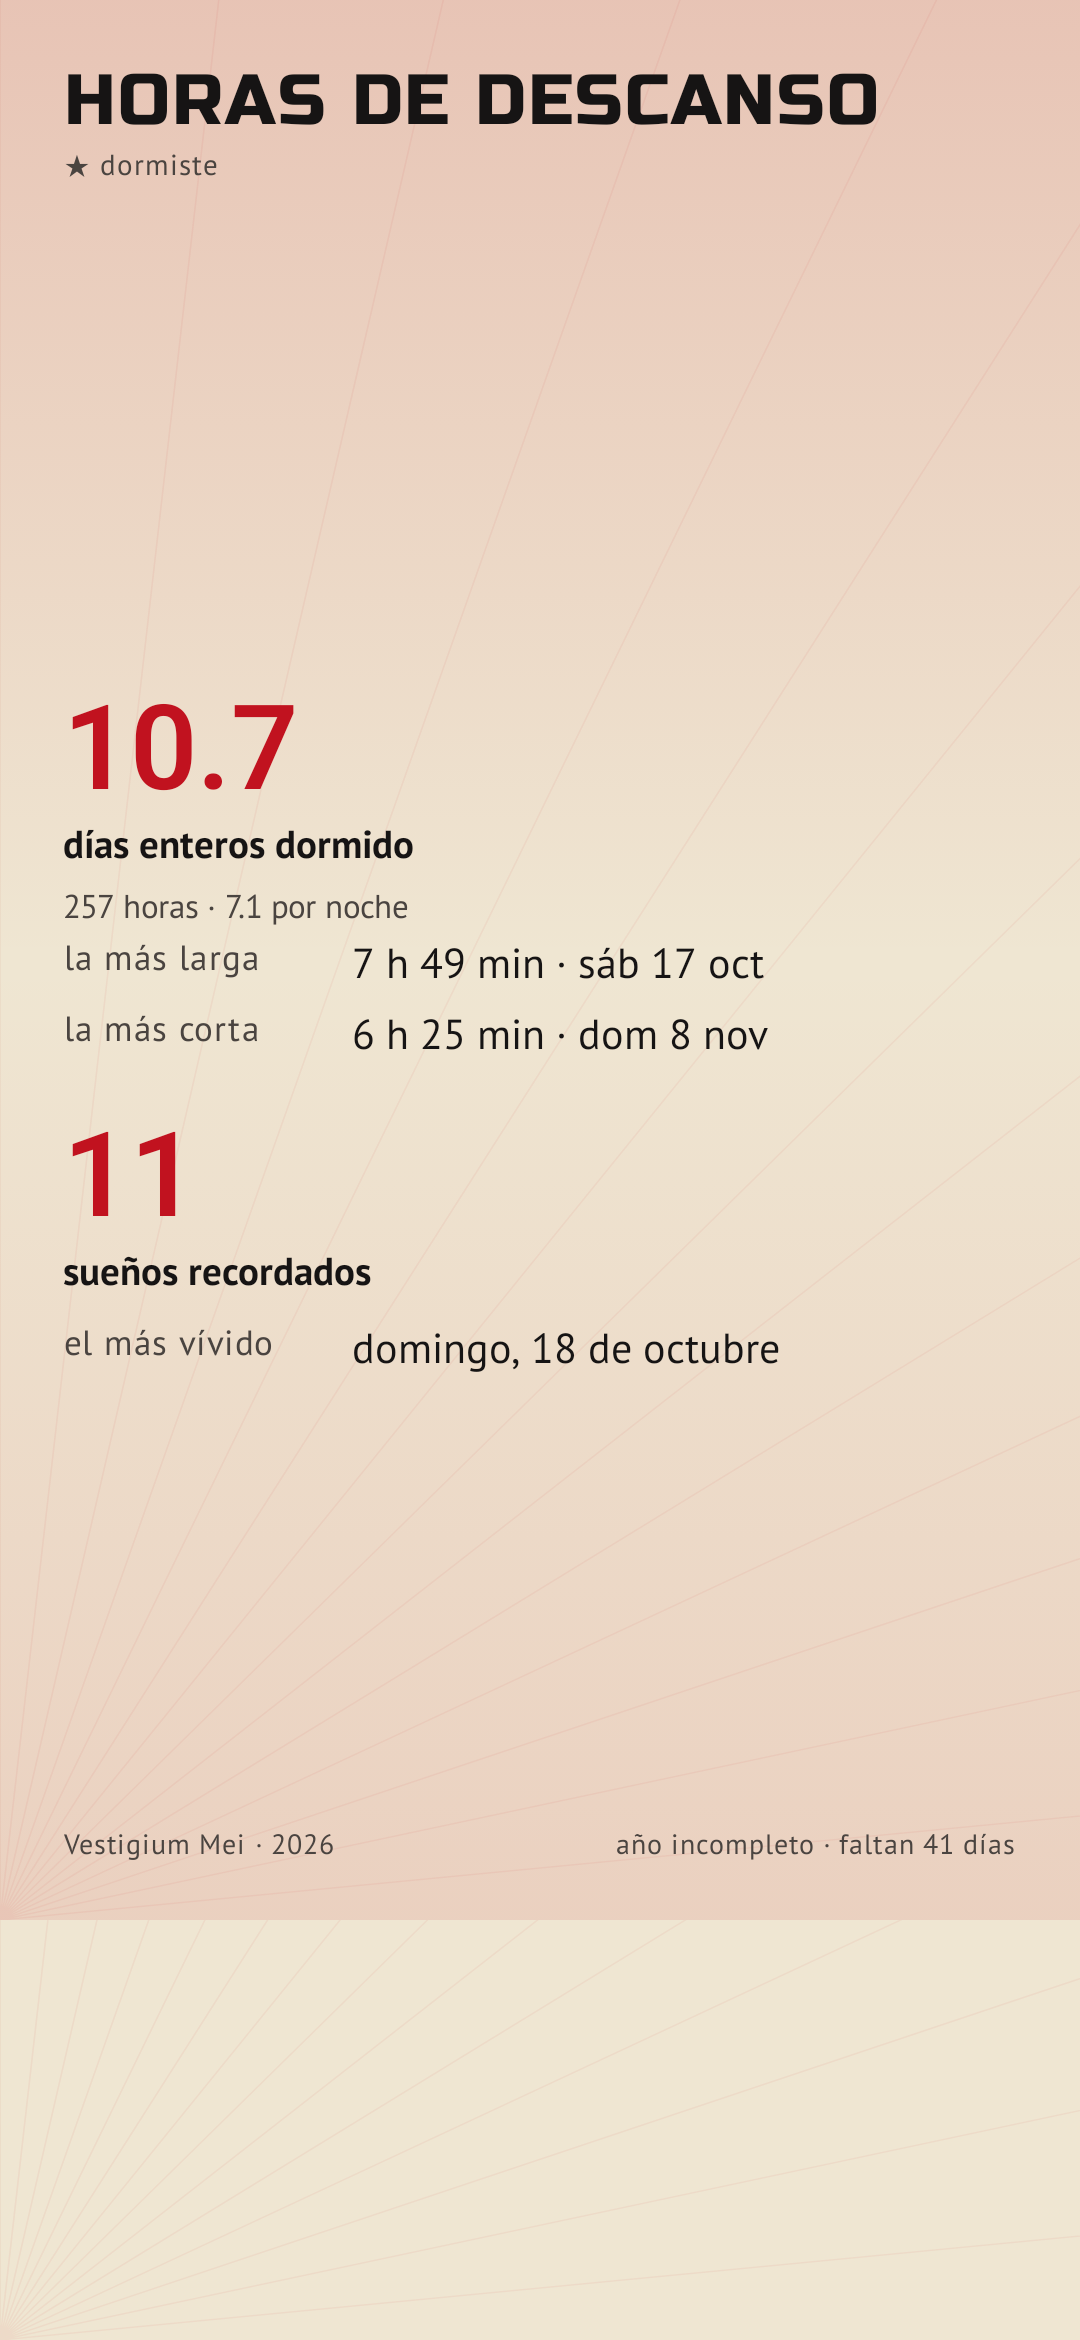 HORAS DE DESCANSO
★ dormiste
10.7
días enteros dormido
257 horas · 7.1 por noche
la más larga 7 h 49 min · sáb 17 oct
la más corta 6 h 25 min · dom 8 nov
11
sueños recordados
el más vívido domingo, 18 de octubre
Vestigium Mei · 2026 año incompleto · faltan 41 días